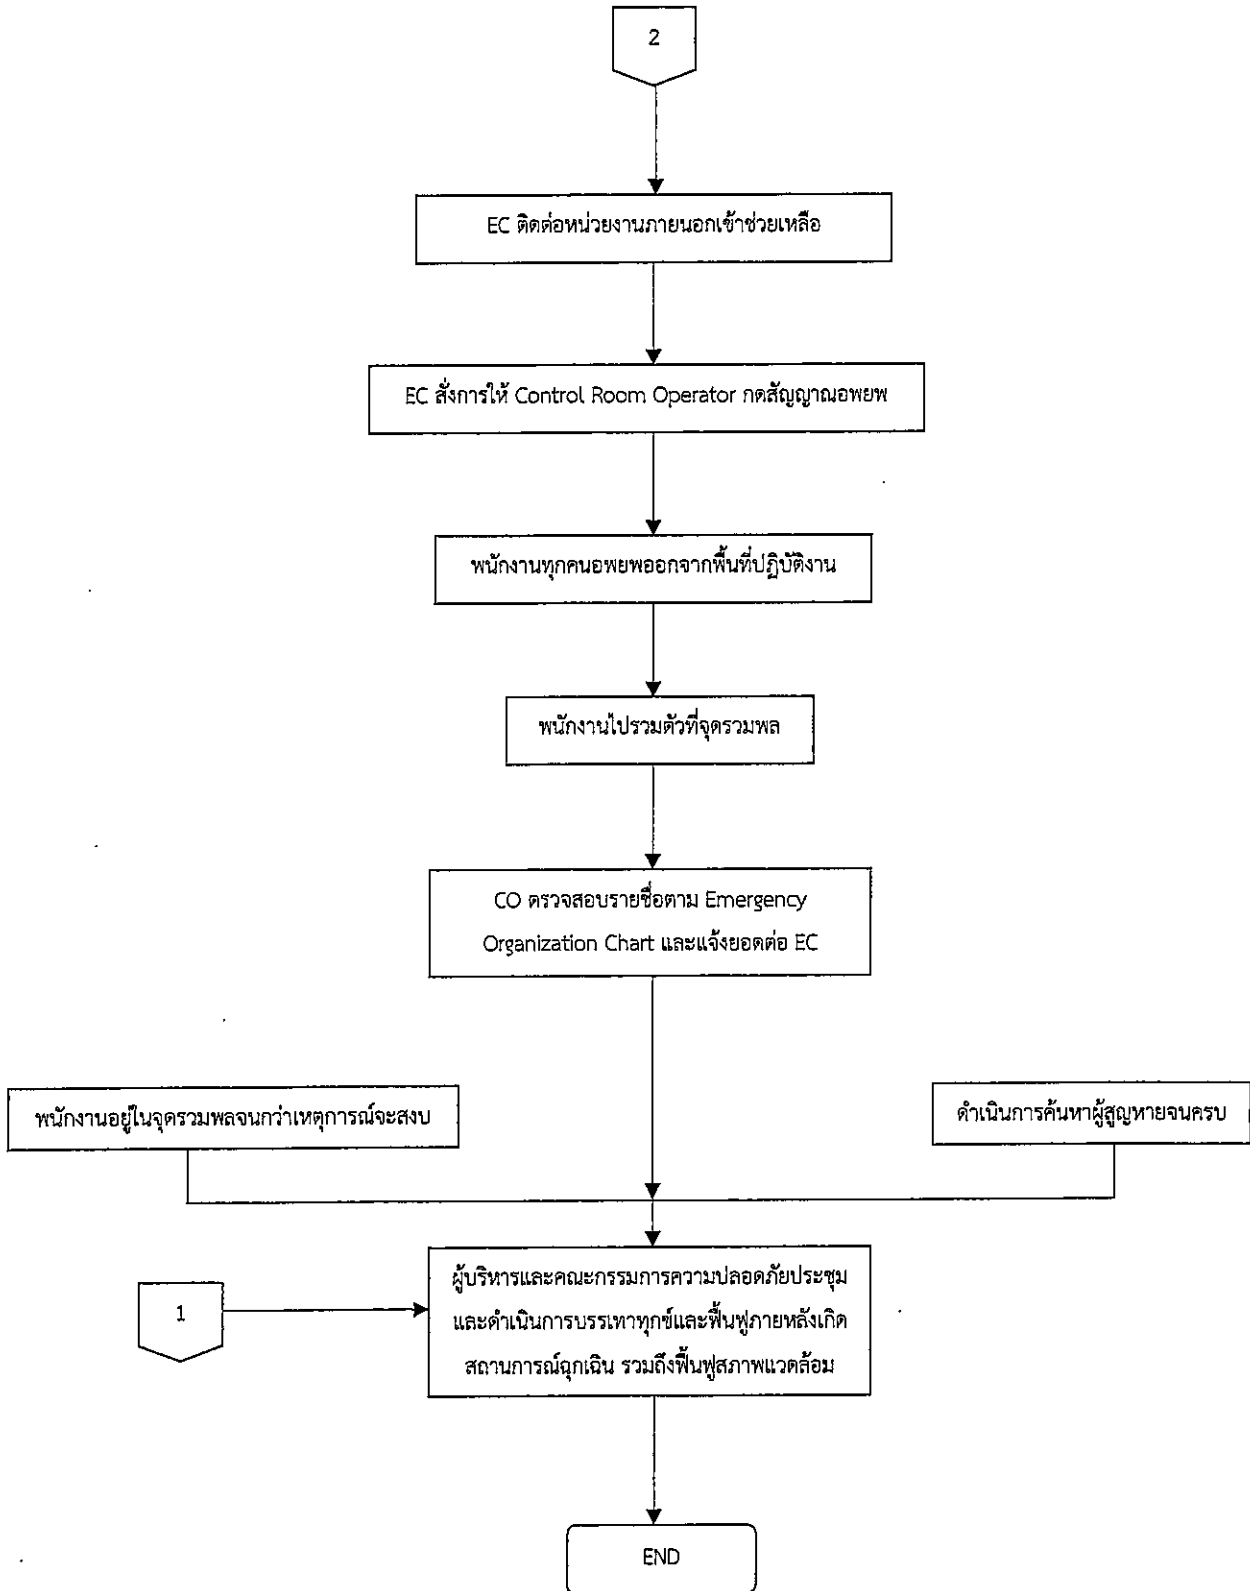 2
EC ติดต่อหน่วยงานภายนอกเข้าช่วยเหลือ
EC สั่งการให้ Control Room Operator กดสัญญาณอพยพ
พนักงานทุกคนอพยพออกจากพื้นที่ปฏิบัติงาน
พนักงานไปรวมตัวที่จุดรวมพล
CO ตรวจสอบรายชื่อตาม Emergency
Organization Chart และแจ้งยอดต่อ EC
พนักงานอยู่ในจุดรวมพลจนกว่าเหตุการณ์จะสงบ
ดำเนินการค้นหาผู้สูญหายจนครบ
ผู้บริหารและคณะกรรมการความปลอดภัยประชุม
และดำเนินการบรรเทาทุกข์และฟื้นฟูภายหลังเกิด
สถานการณ์ฉุกเฉิน รวมถึงฟื้นฟูสภาพแวดล้อม
1
END